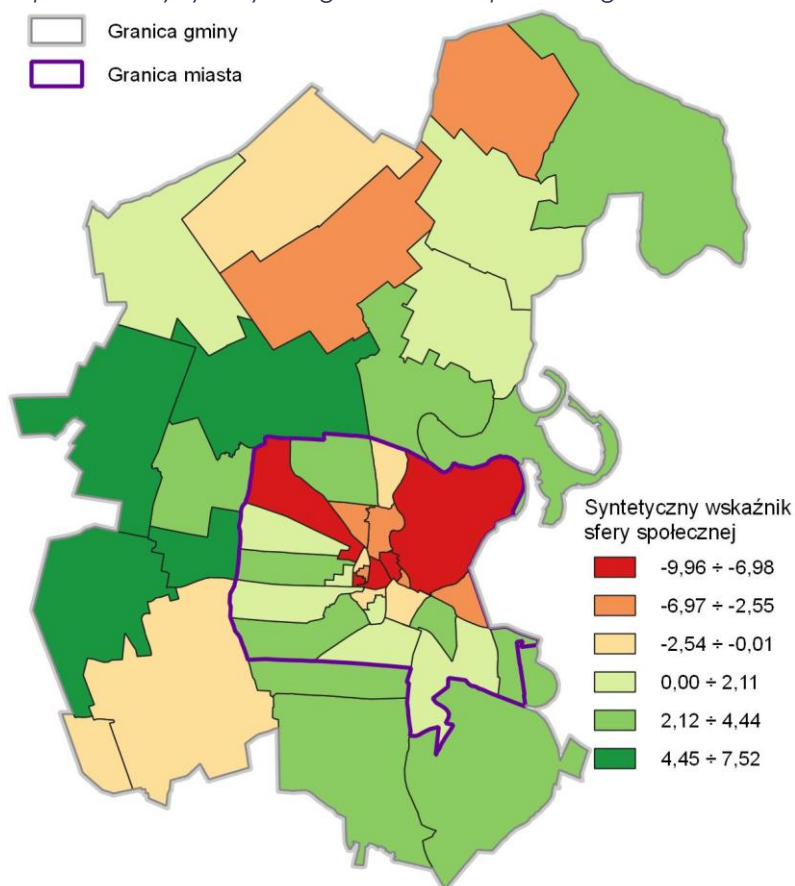 Granica gminy
Granica miasta
Syntetyczny wskaźnik
sfery społecznej
-9,96 ÷ -6,98
-6,97 ÷ -2,55
-2,54 ÷ -0,01
0,00 ÷ 2,11
2,12 ÷ 4,44
4,45 ÷ 7,52